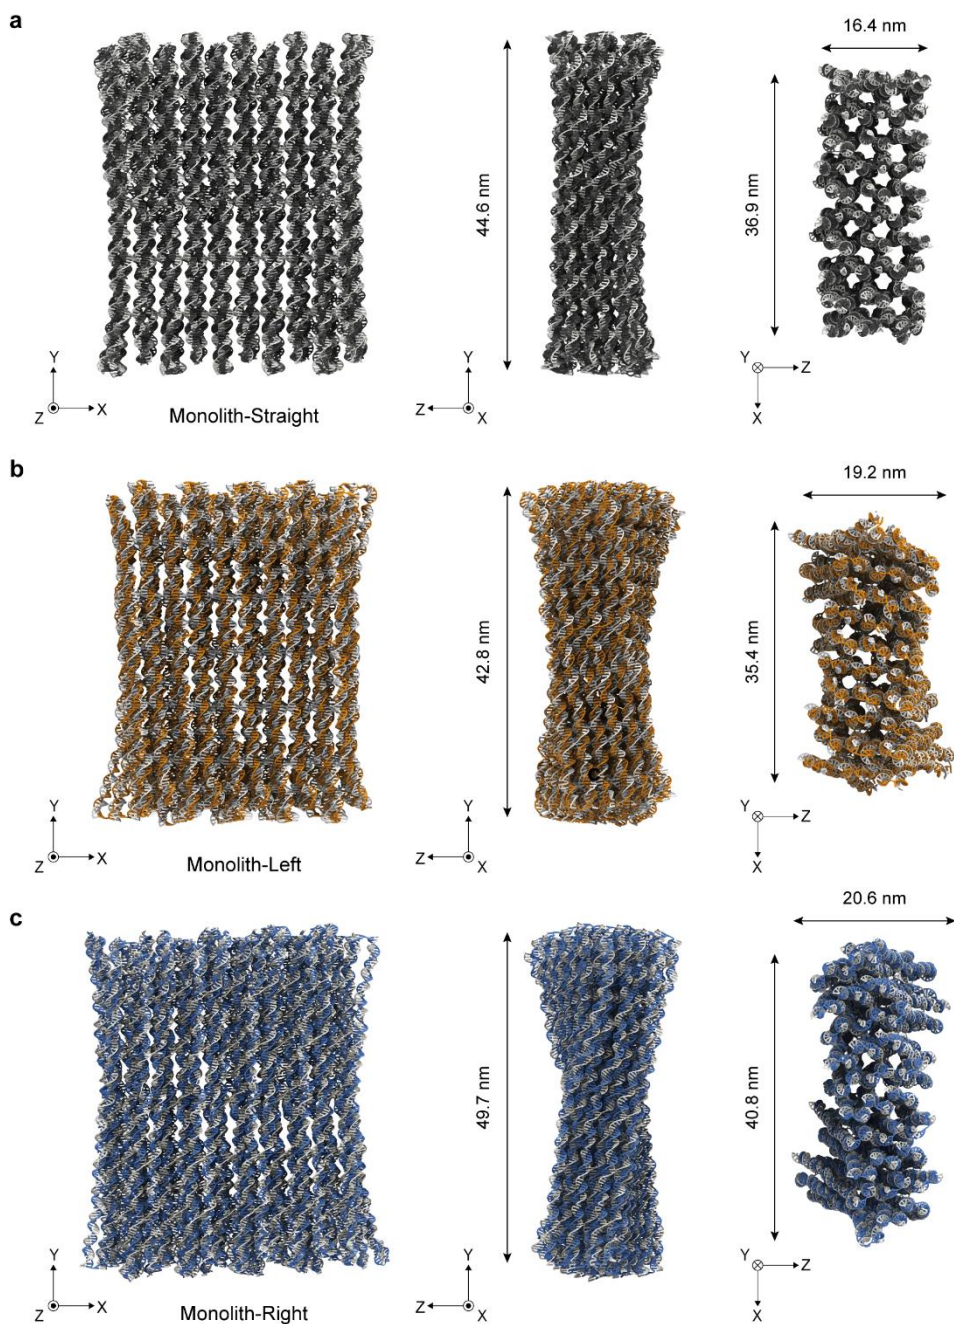 a
16.4 nm
44.6 nm
36.9 nm
Y
Z
X
Monolith-Straight
Y
Z
X
Y
Z
X
b
19.2 nm
42.8 nm
35.4 nm
Y
Z
X
Monolith-Left
Y
Z
X
Y
Z
X
c
20.6 nm
49.7 nm
40.8 nm
Y
Z
X
Monolith-Right
Y
Z
X
Y
Z
X